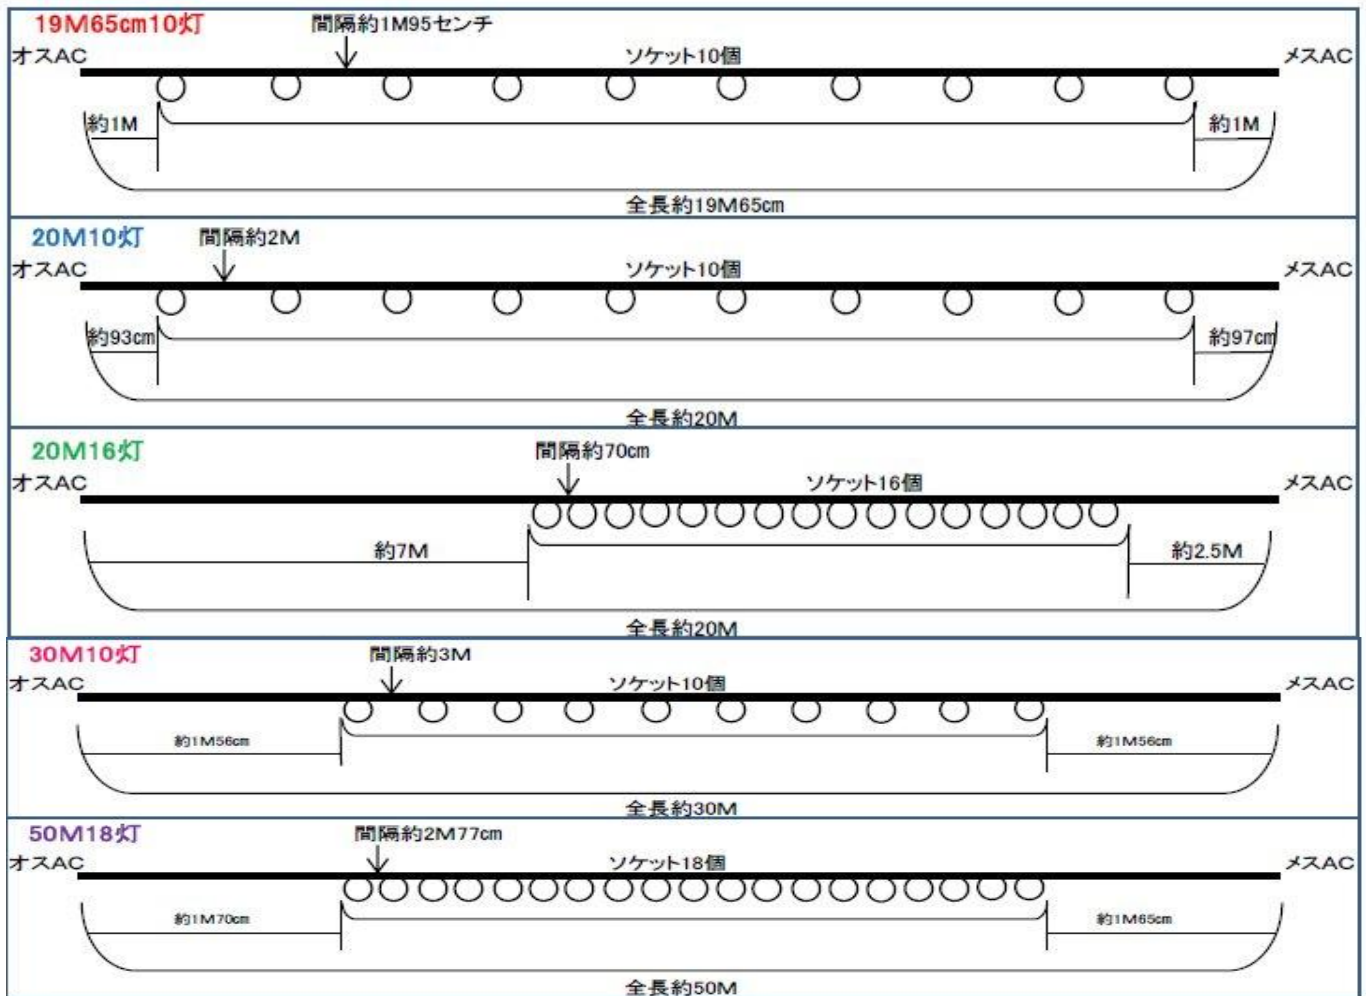 19M65cm10灯
間隔約1M95センチ
オスAC
ソケット10個
メスAC
約1M
約1M
全長約19M65cm
20M10灯
間隔約2M
オスAC
ソケット10個
メスAC
約93cm
約97cm
全長約20M
20M16灯
間隔約70cm
オスAC
ソケット16個
メスAC
約7M
約2.5M
全長約20M
30M10灯
間隔約3M
オスAC
ソケット10個
メスAC
約1M56cm
約1M56cm
全長約30M
50M18灯
間隔約2M77cm
オスAC
ソケット18個
メスAC
約1M70cm
約1M65cm
全長約50M